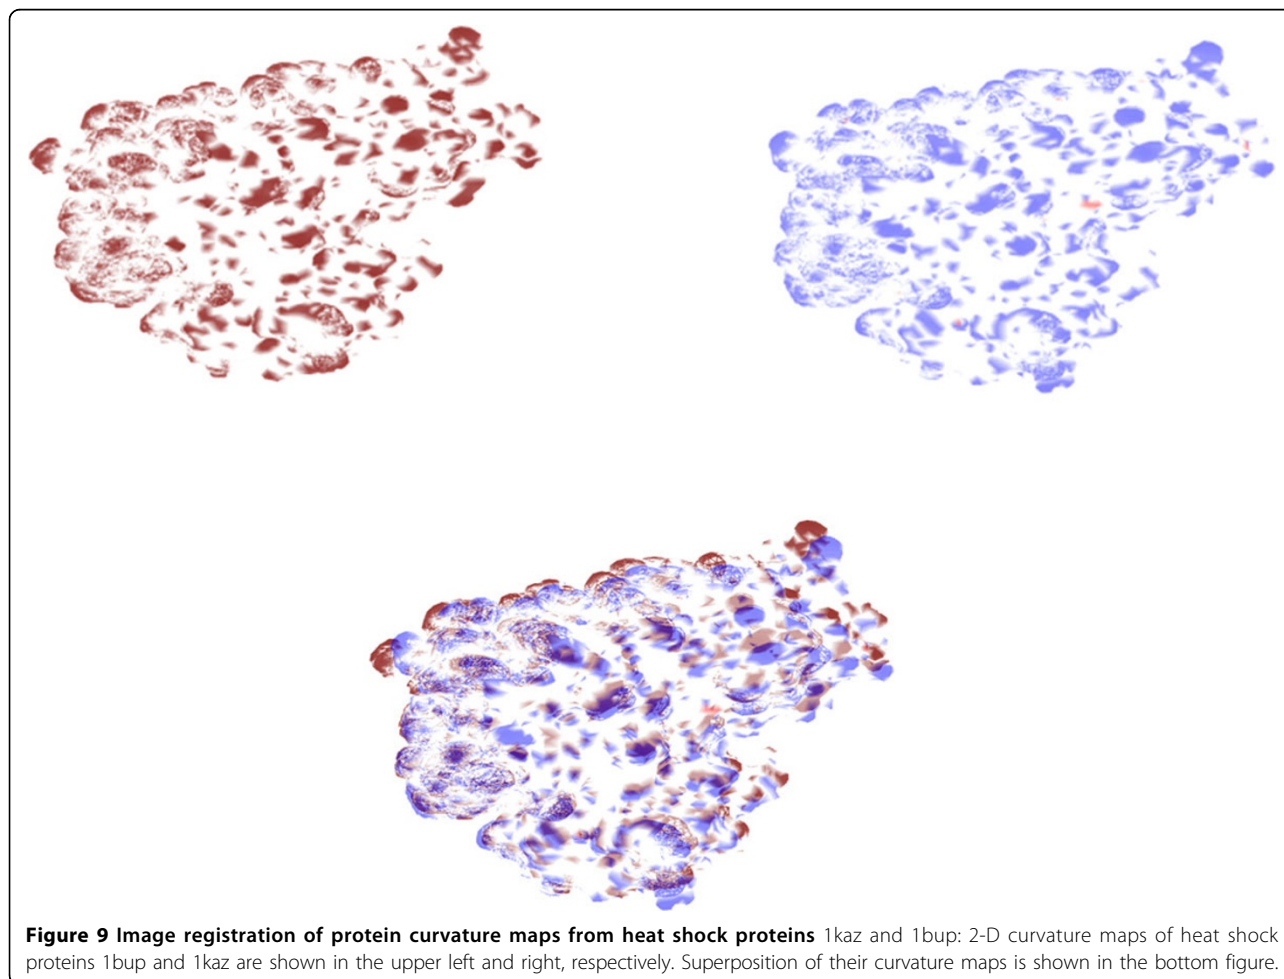 Figure 9 Image registration of protein curvature maps from heat shock proteins 1kaz and 1bup: 2-D curvature maps of heat shock
proteins 1bup and 1kaz are shown in the upper left and right, respectively. Superposition of their curvature maps is shown in the bottom figure.